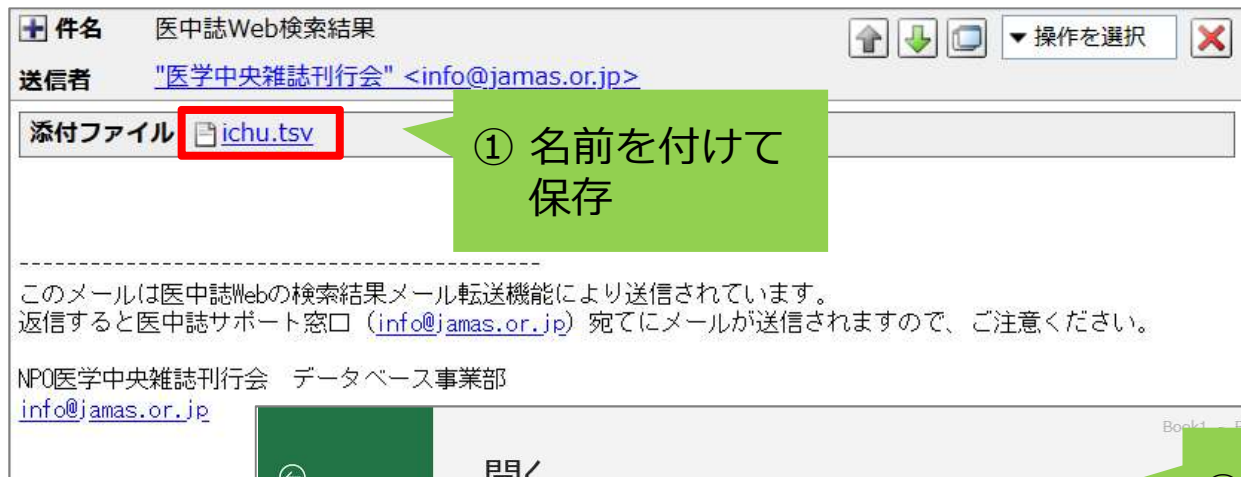 件名 医中誌Web検索結果
▼操作を選択
送信者 "医学中央雑誌刊行会" <info@jamas.or.jp>
添付ファイル ichu.tsv
① 名前を付けて
保存
--------------------------------------------
このメールは医中誌Webの検索結果メール転送機能により送信されています。
返信すると医中誌サポート窓口（info@jamas.or.jp）宛てにメールが送信されますので、ご注意ください。
NPO医学中央雑誌刊行会　データベース事業部
info@jamas.or.jp
Book1 -
開く